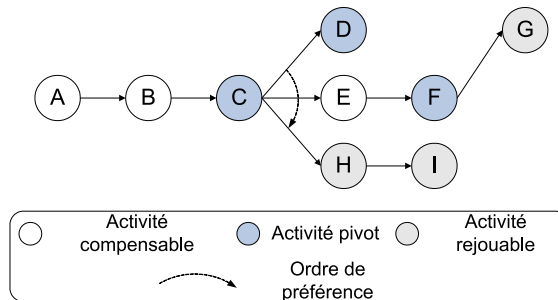 D
G
A
B
C
E
F
H
I
Activité
compensable
Activité pivot
Activité
rejouable
Ordre de
préférence